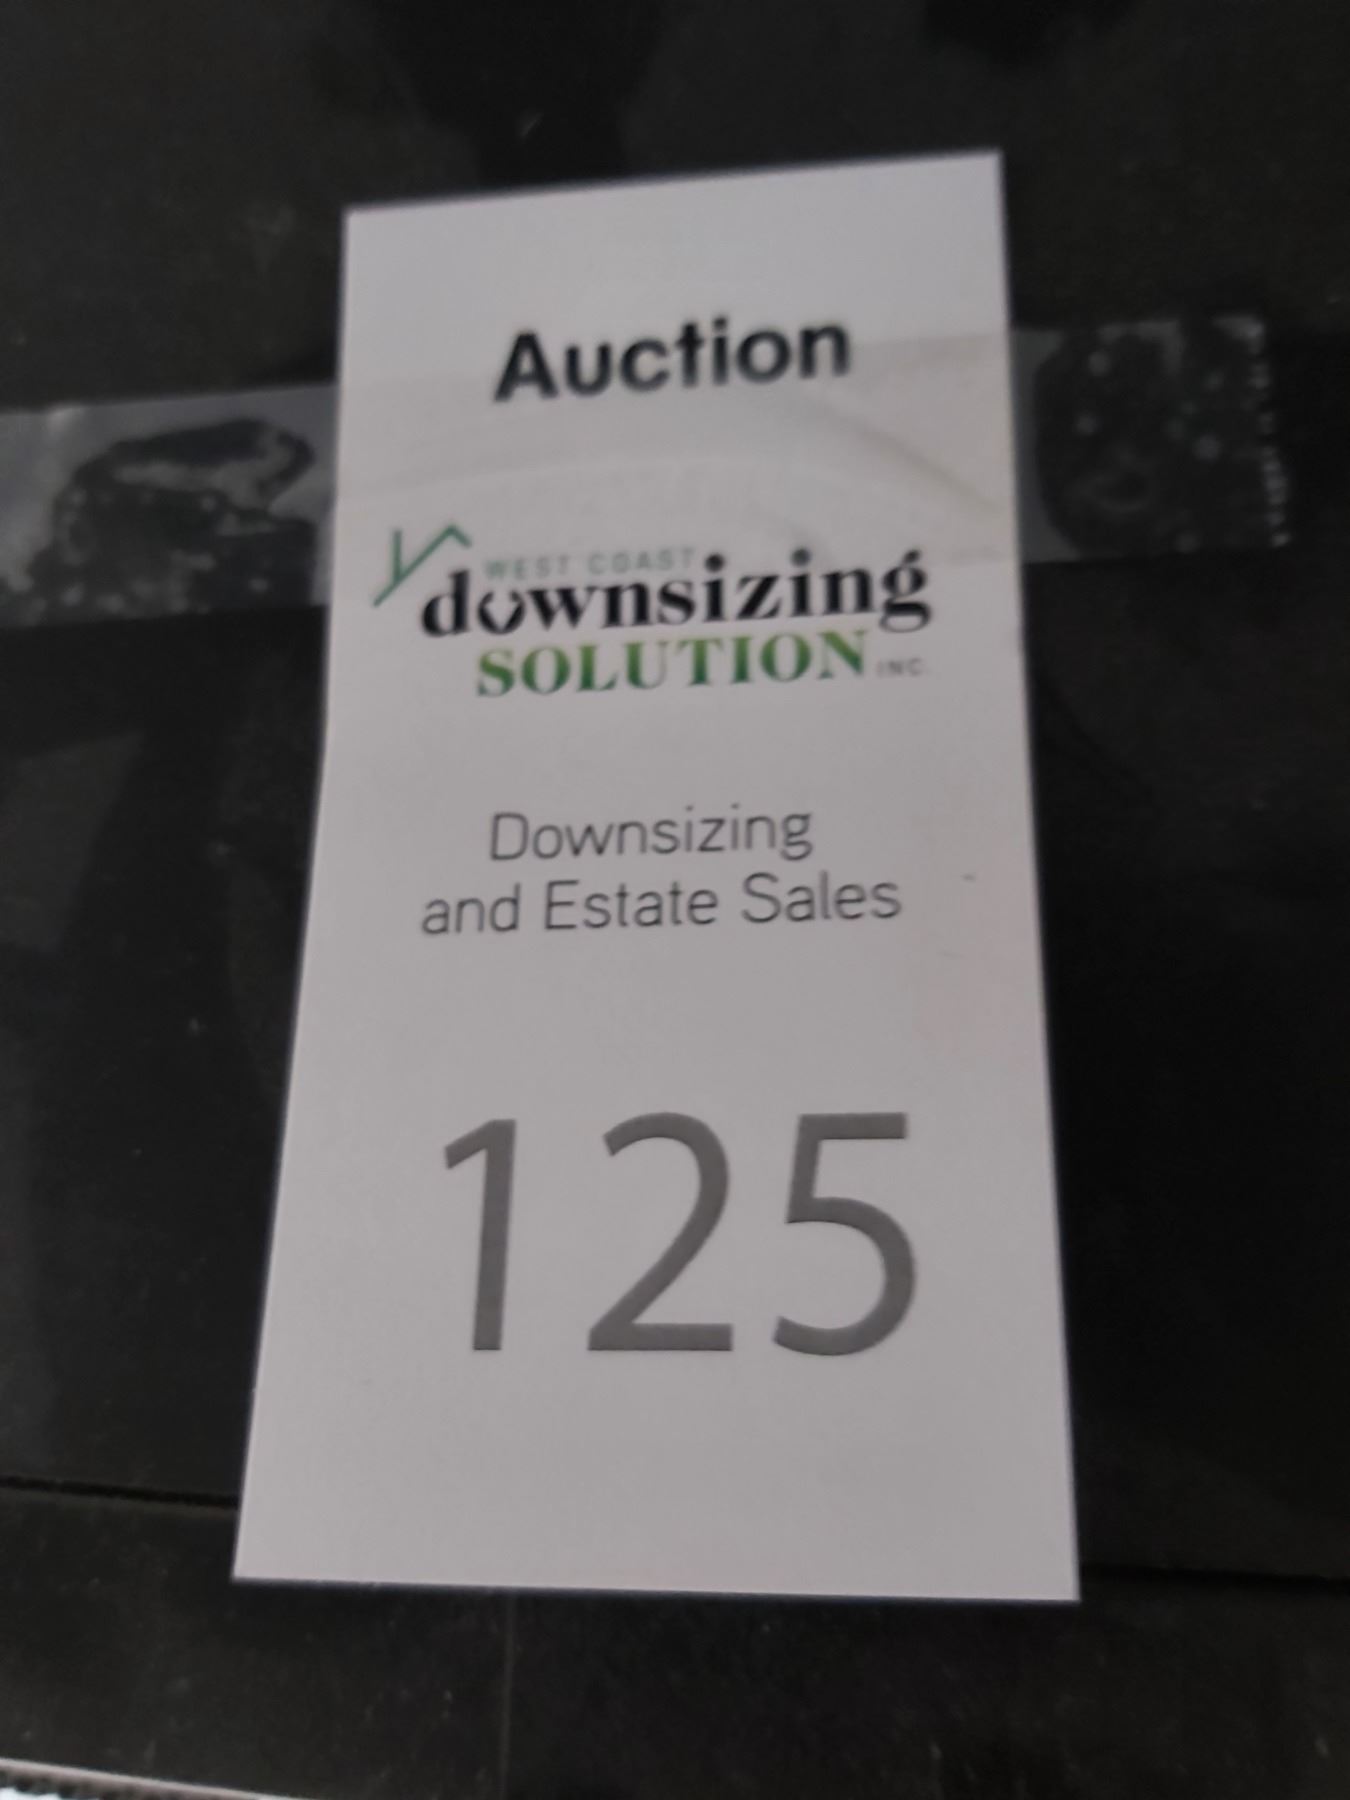 Auction
WEST COAST
downsizing
SOLUTION INC.
Downsizing
and Estate Sales
125